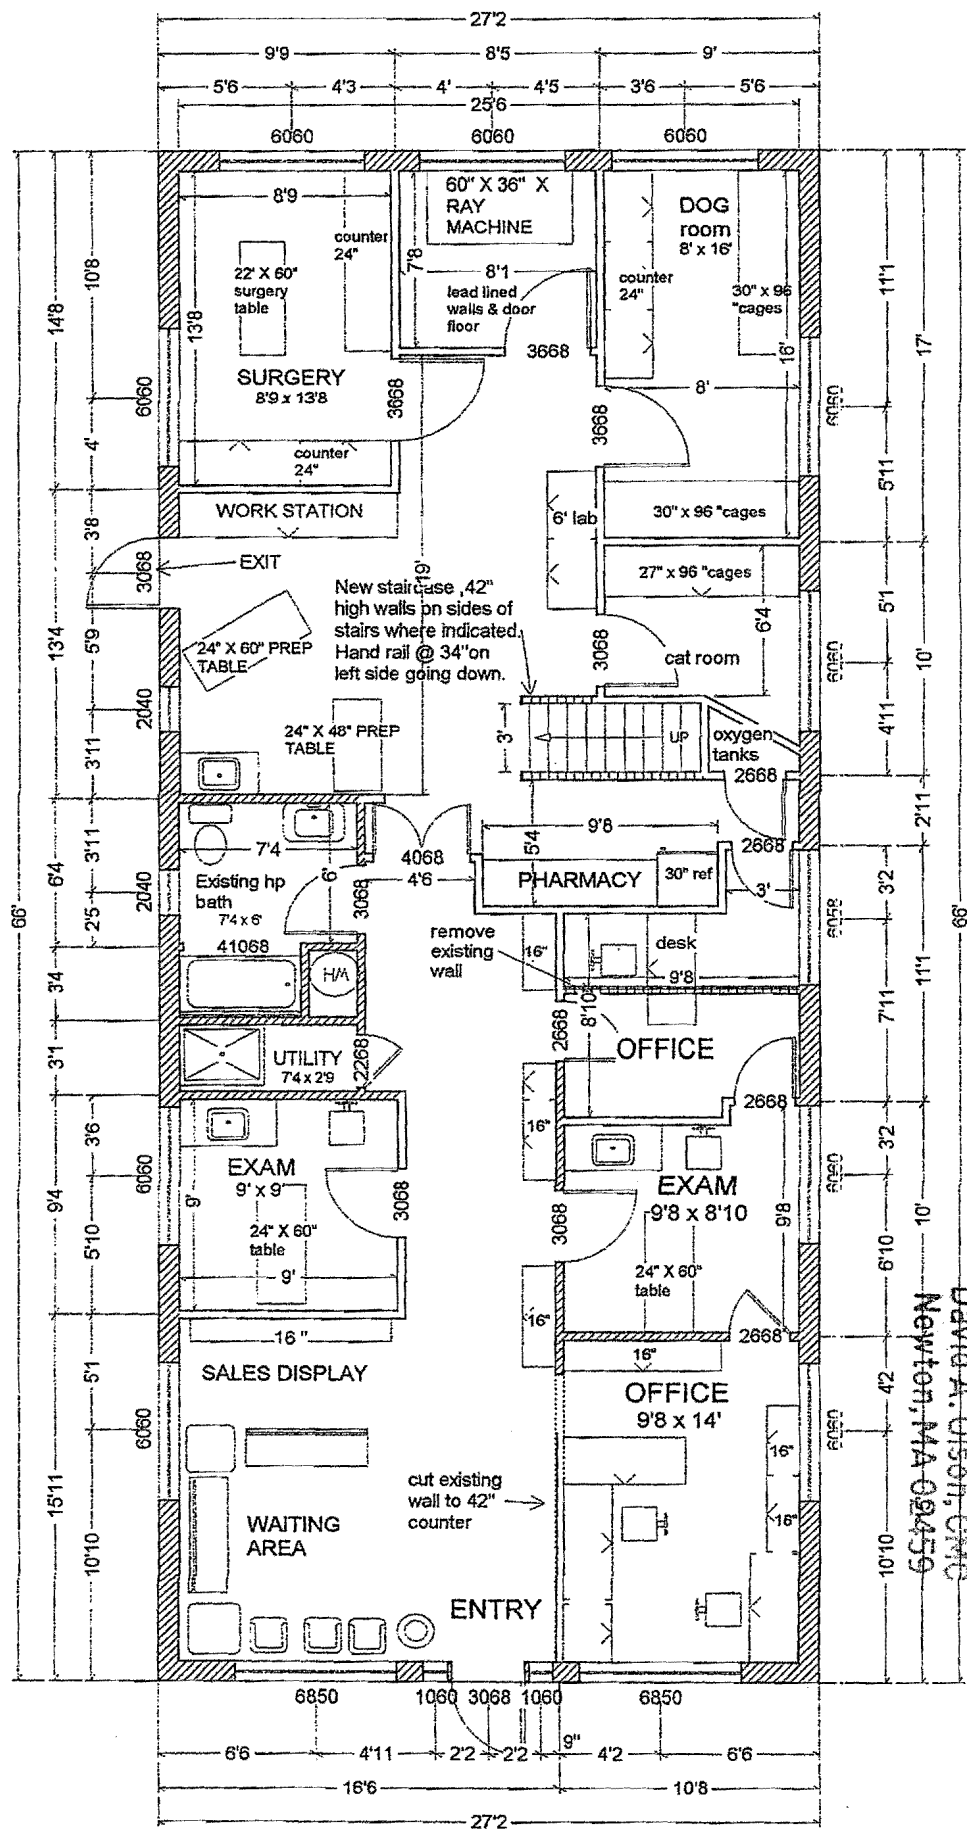 27'2
9'9
8'5
9'
5'6
4'3
4'
4'5
3'6
5'6
25'6
6060
6060
6060
8'9
counter
24"
22' X 60"
surgery
table
13'8
SURGERY
8'9 x 13'8
counter
24"
3668
60" X 36" X
RAY
MACHINE
7'8
8'1
lead lined
walls & door
floor
3668
DOG
room
8' x 16'
counter
24"
30" x 96
"cages
16'
8'
3668
30" x 96 "cages
WORK STATION
EXIT
3068
6' lab
27" x 96 "cages
6'4
19'
New staircase ,42"
high walls on sides of
stairs where indicated.
Hand rail @ 34"on
left side going down.
3068
cat room
24" X 60" PREP
TABLE
24" X 48" PREP
TABLE
3'
UP
oxygen
tanks
2668
7'4
Existing hp
bath
7'4 x 6'
6'
3068
41068
4068
4'6
5'4
9'8
PHARMACY
30" ref
2668
3'
remove
existing
wall
16"
desk
9'8
8'10
2668
OFFICE
2668
W/H
UTILITY
7'4 x 2'9
2268
16"
EXAM
9' x 9'
9'
24" X 60"
table
9'
3068
3068
EXAM
9'8 x 8'10
9'8
24" X 60"
table
2668
16"
16 "
SALES DISPLAY
16"
OFFICE
9'8 x 14'
16"
16"
cut existing
wall to 42"
counter
WAITING
AREA
ENTRY
66'
14'8
13'4
6'4
3'4
3'1
9'4
15'11
10'8
4'
3'8
5'9
3'11
3'11
2'5
3'6
5'10
5'1
10'10
6060
2040
2040
6060
6060
11'1
5'11
5'1
4'11
3'2
7'11
3'2
6'10
4'2
10'10
17'
10'
2'11
11'1
10'
66'
6060
6060
6058
6060
6060
Newton, MA 02459
6850
1060
3068
1060
6850
9"
6'6
4'11
2'2
2'2
4'2
6'6
16'6
10'8
27'2